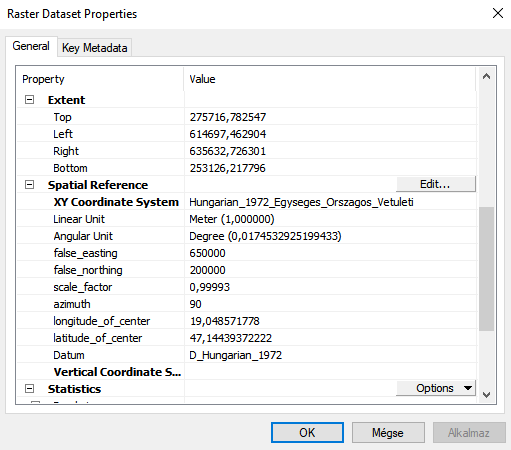 Raster Dataset Properties
General Key Metadata
Property Value
Extent
Top 275716,782547
Left 614697,462904
Right 635632,726301
Bottom 253126,217796
Spatial Reference Edit...
XY Coordinate System Hungarian_1972_Egyseges_Orszagos_Vetuleti
Linear Unit Meter (1,000000)
Angular Unit Degree (0,0174532925199433)
false_easting 650000
false_northing 200000
scale_factor 0,99993
azimuth 90
longitude_of_center 19,048571778
latitude_of_center 47,14439372222
Datum D_Hungarian_1972
Vertical Coordinate S...
Statistics Options
OK Mégse Alkalmaz